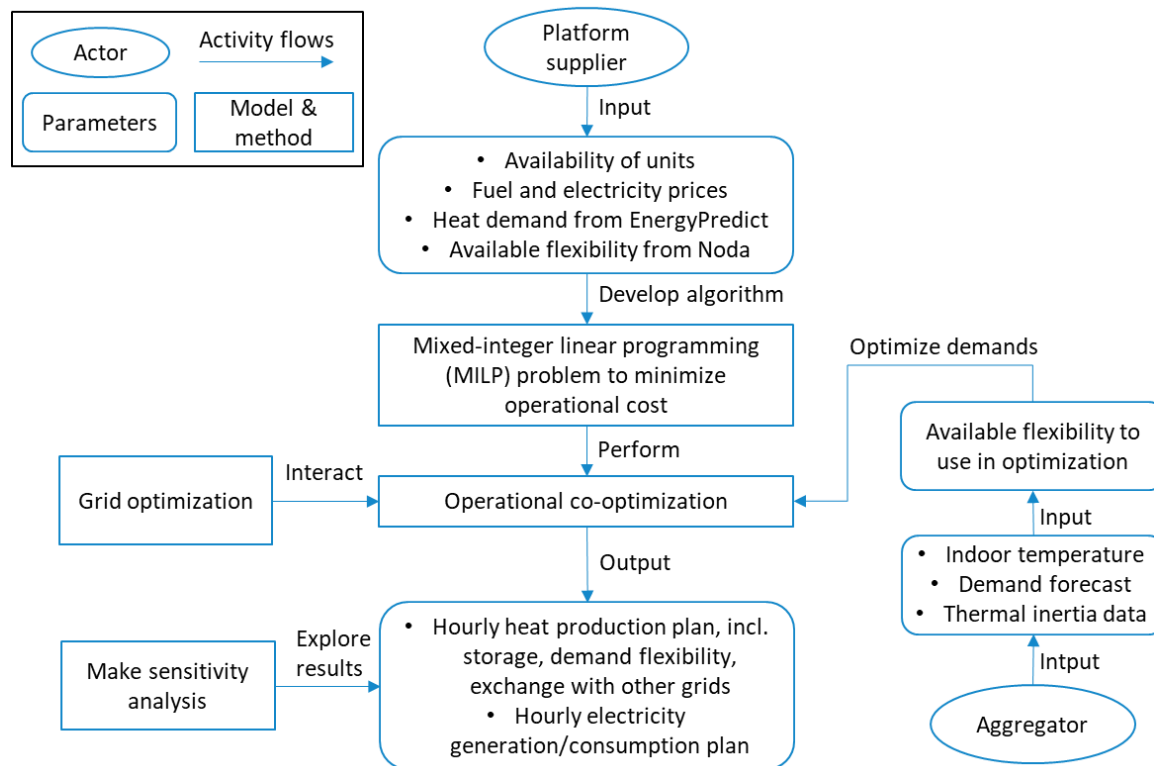 Actor
Activity flows
Parameters
Model &
method
Platform
supplier
Input
• Availability of units
• Fuel and electricity prices
• Heat demand from EnergyPredict
• Available flexibility from Noda
Develop algorithm
Mixed-integer linear programming
(MILP) problem to minimize
operational cost
Optimize demands
Perform
Available flexibility to
use in optimization
Grid optimization
Interact
Operational co-optimization
Input
Output
• Indoor temperature
• Demand forecast
• Thermal inertia data
• Hourly heat production plan, incl.
storage, demand flexibility,
exchange with other grids
• Hourly electricity
generation/consumption plan
Make sensitivity
analysis
Explore
results
Intput
Aggregator